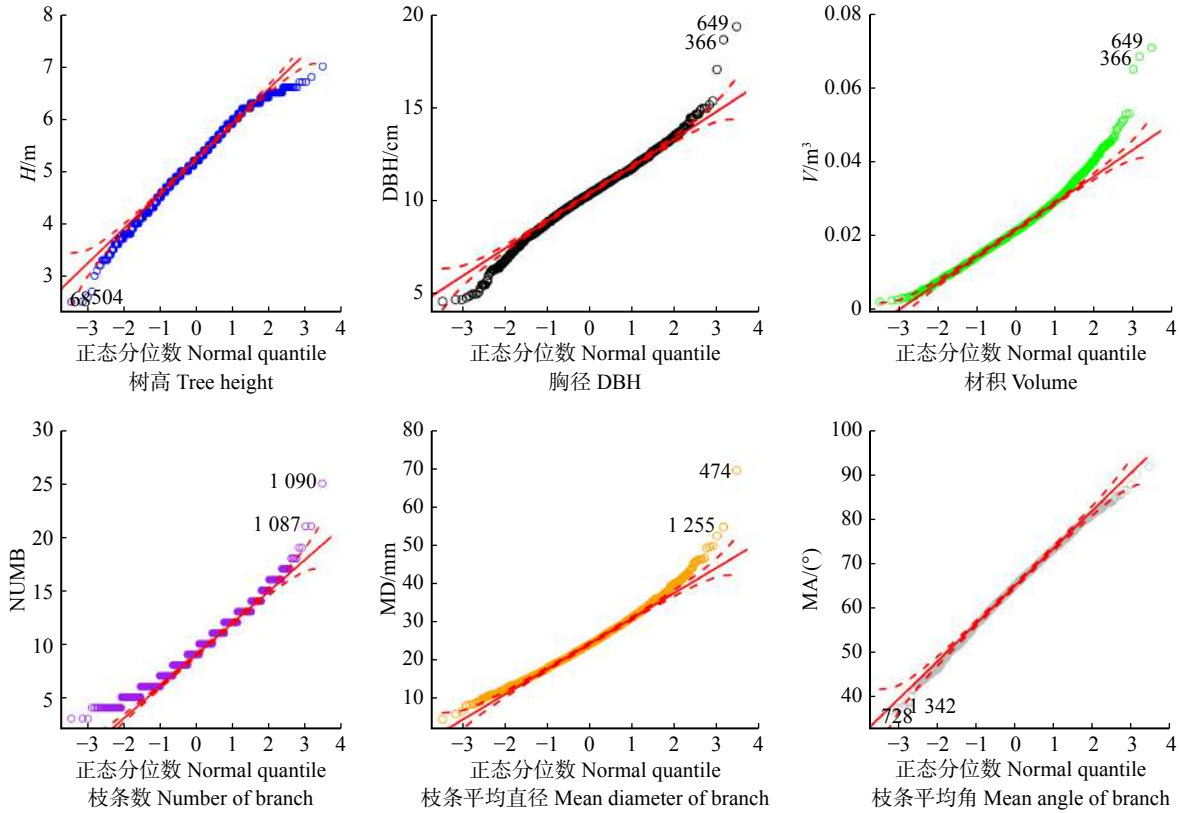 8
7
6
5
4
3
H/m
68504
−3 −2 −1 0 1 2 3 4
正态分位数 Normal quantile
树高 Tree height
20
15
10
5
DBH/cm
649
366
−3 −2 −1 0 1 2 3 4
正态分位数 Normal quantile
胸径 DBH
0.08
0.06
0.04
0.02
0
V/m³
649
366
−3 −2 −1 0 1 2 3 4
正态分位数 Normal quantile
材积 Volume
30
25
20
15
10
5
NUMB
1 090
1 087
−3 −2 −1 0 1 2 3 4
正态分位数 Normal quantile
枝条数 Number of branch
80
70
60
50
40
30
20
10
MD/mm
474
1 255
−3 −2 −1 0 1 2 3 4
正态分位数 Normal quantile
枝条平均直径 Mean diameter of branch
100
90
80
70
60
50
40
MA/(°)
1 342
728
−3 −2 −1 0 1 2 3 4
正态分位数 Normal quantile
枝条平均角 Mean angle of branch